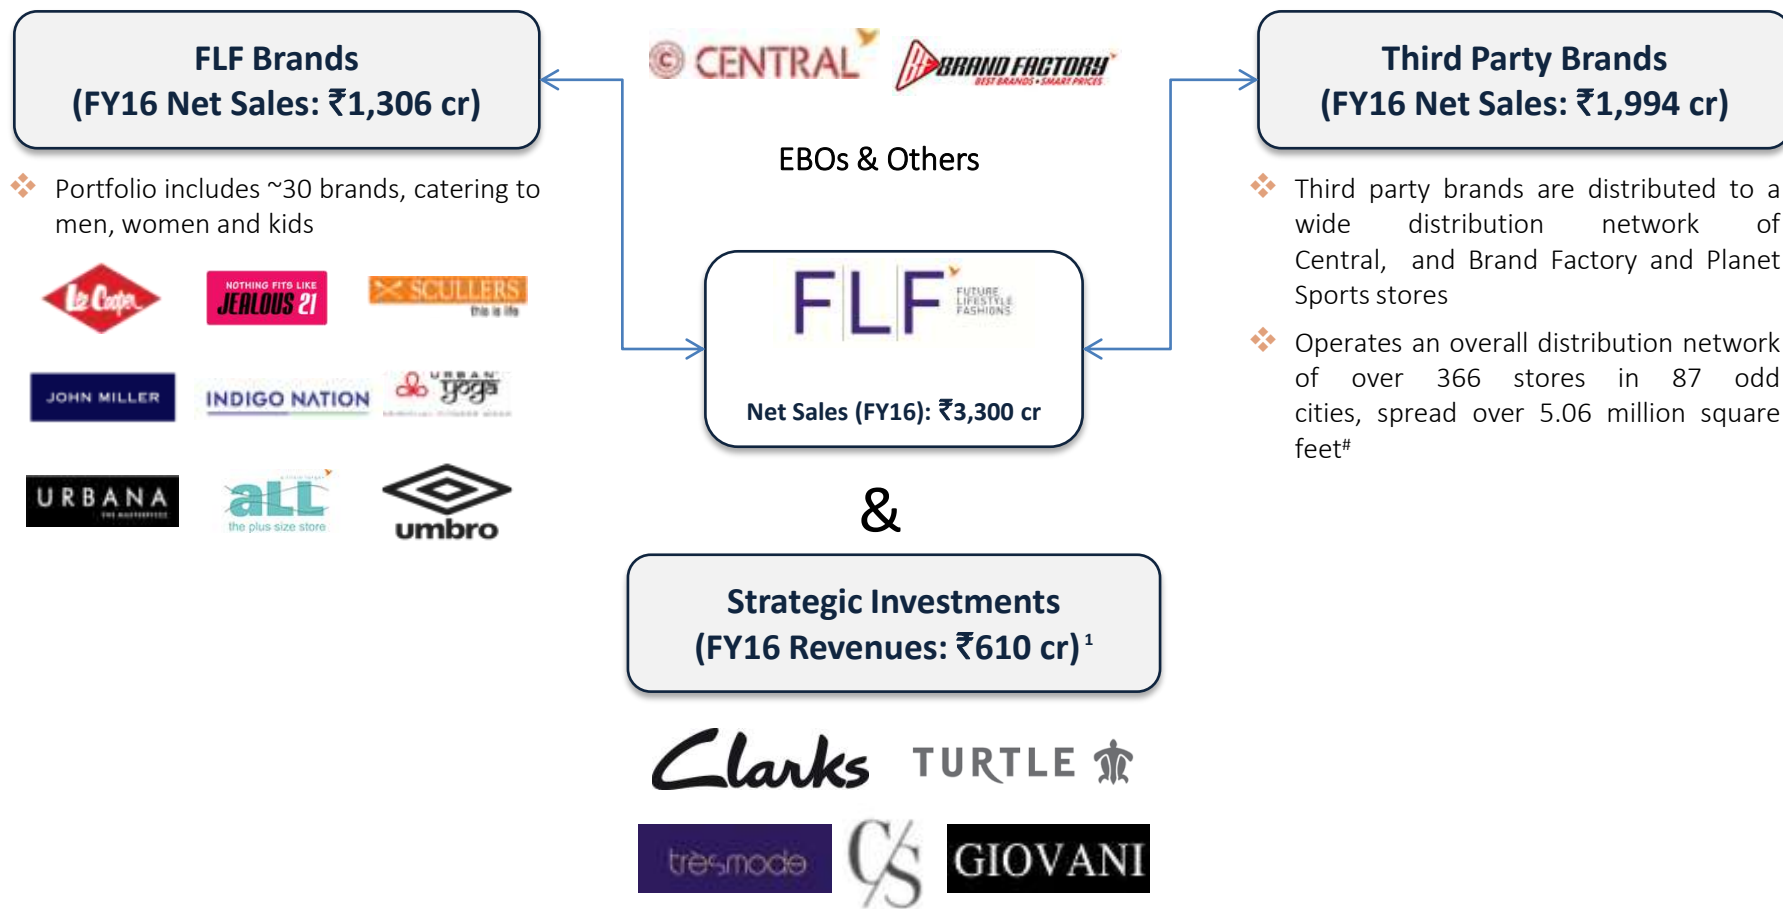 FLF Brands
(FY16 Net Sales: ₹1,306 cr)
Portfolio includes ~30 brands, catering to
men, women and kids
Lee Cooper
NOTHING FITS LIKE
JEALOUS 21
SCULLERS
this is life
JOHN MILLER
INDIGO NATION
URBAN
yoga
URBANA
THE MASTERPIECE
aLL
the plus size store
umbro
C CENTRAL
BF BRAND FACTORY
BEST BRANDS • SMART PRICES
EBOs & Others
FLF
FUTURE
LIFESTYLE
FASHIONS
Net Sales (FY16): ₹3,300 cr
&
Strategic Investments
(FY16 Revenues: ₹610 cr) 1
Clarks
TURTLE
trèsmode
C/S
GIOVANI
Third Party Brands
(FY16 Net Sales: ₹1,994 cr)
Third party brands are distributed to a
wide distribution network of
Central, and Brand Factory and Planet
Sports stores
Operates an overall distribution network
of over 366 stores in 87 odd
cities, spread over 5.06 million square
feet#